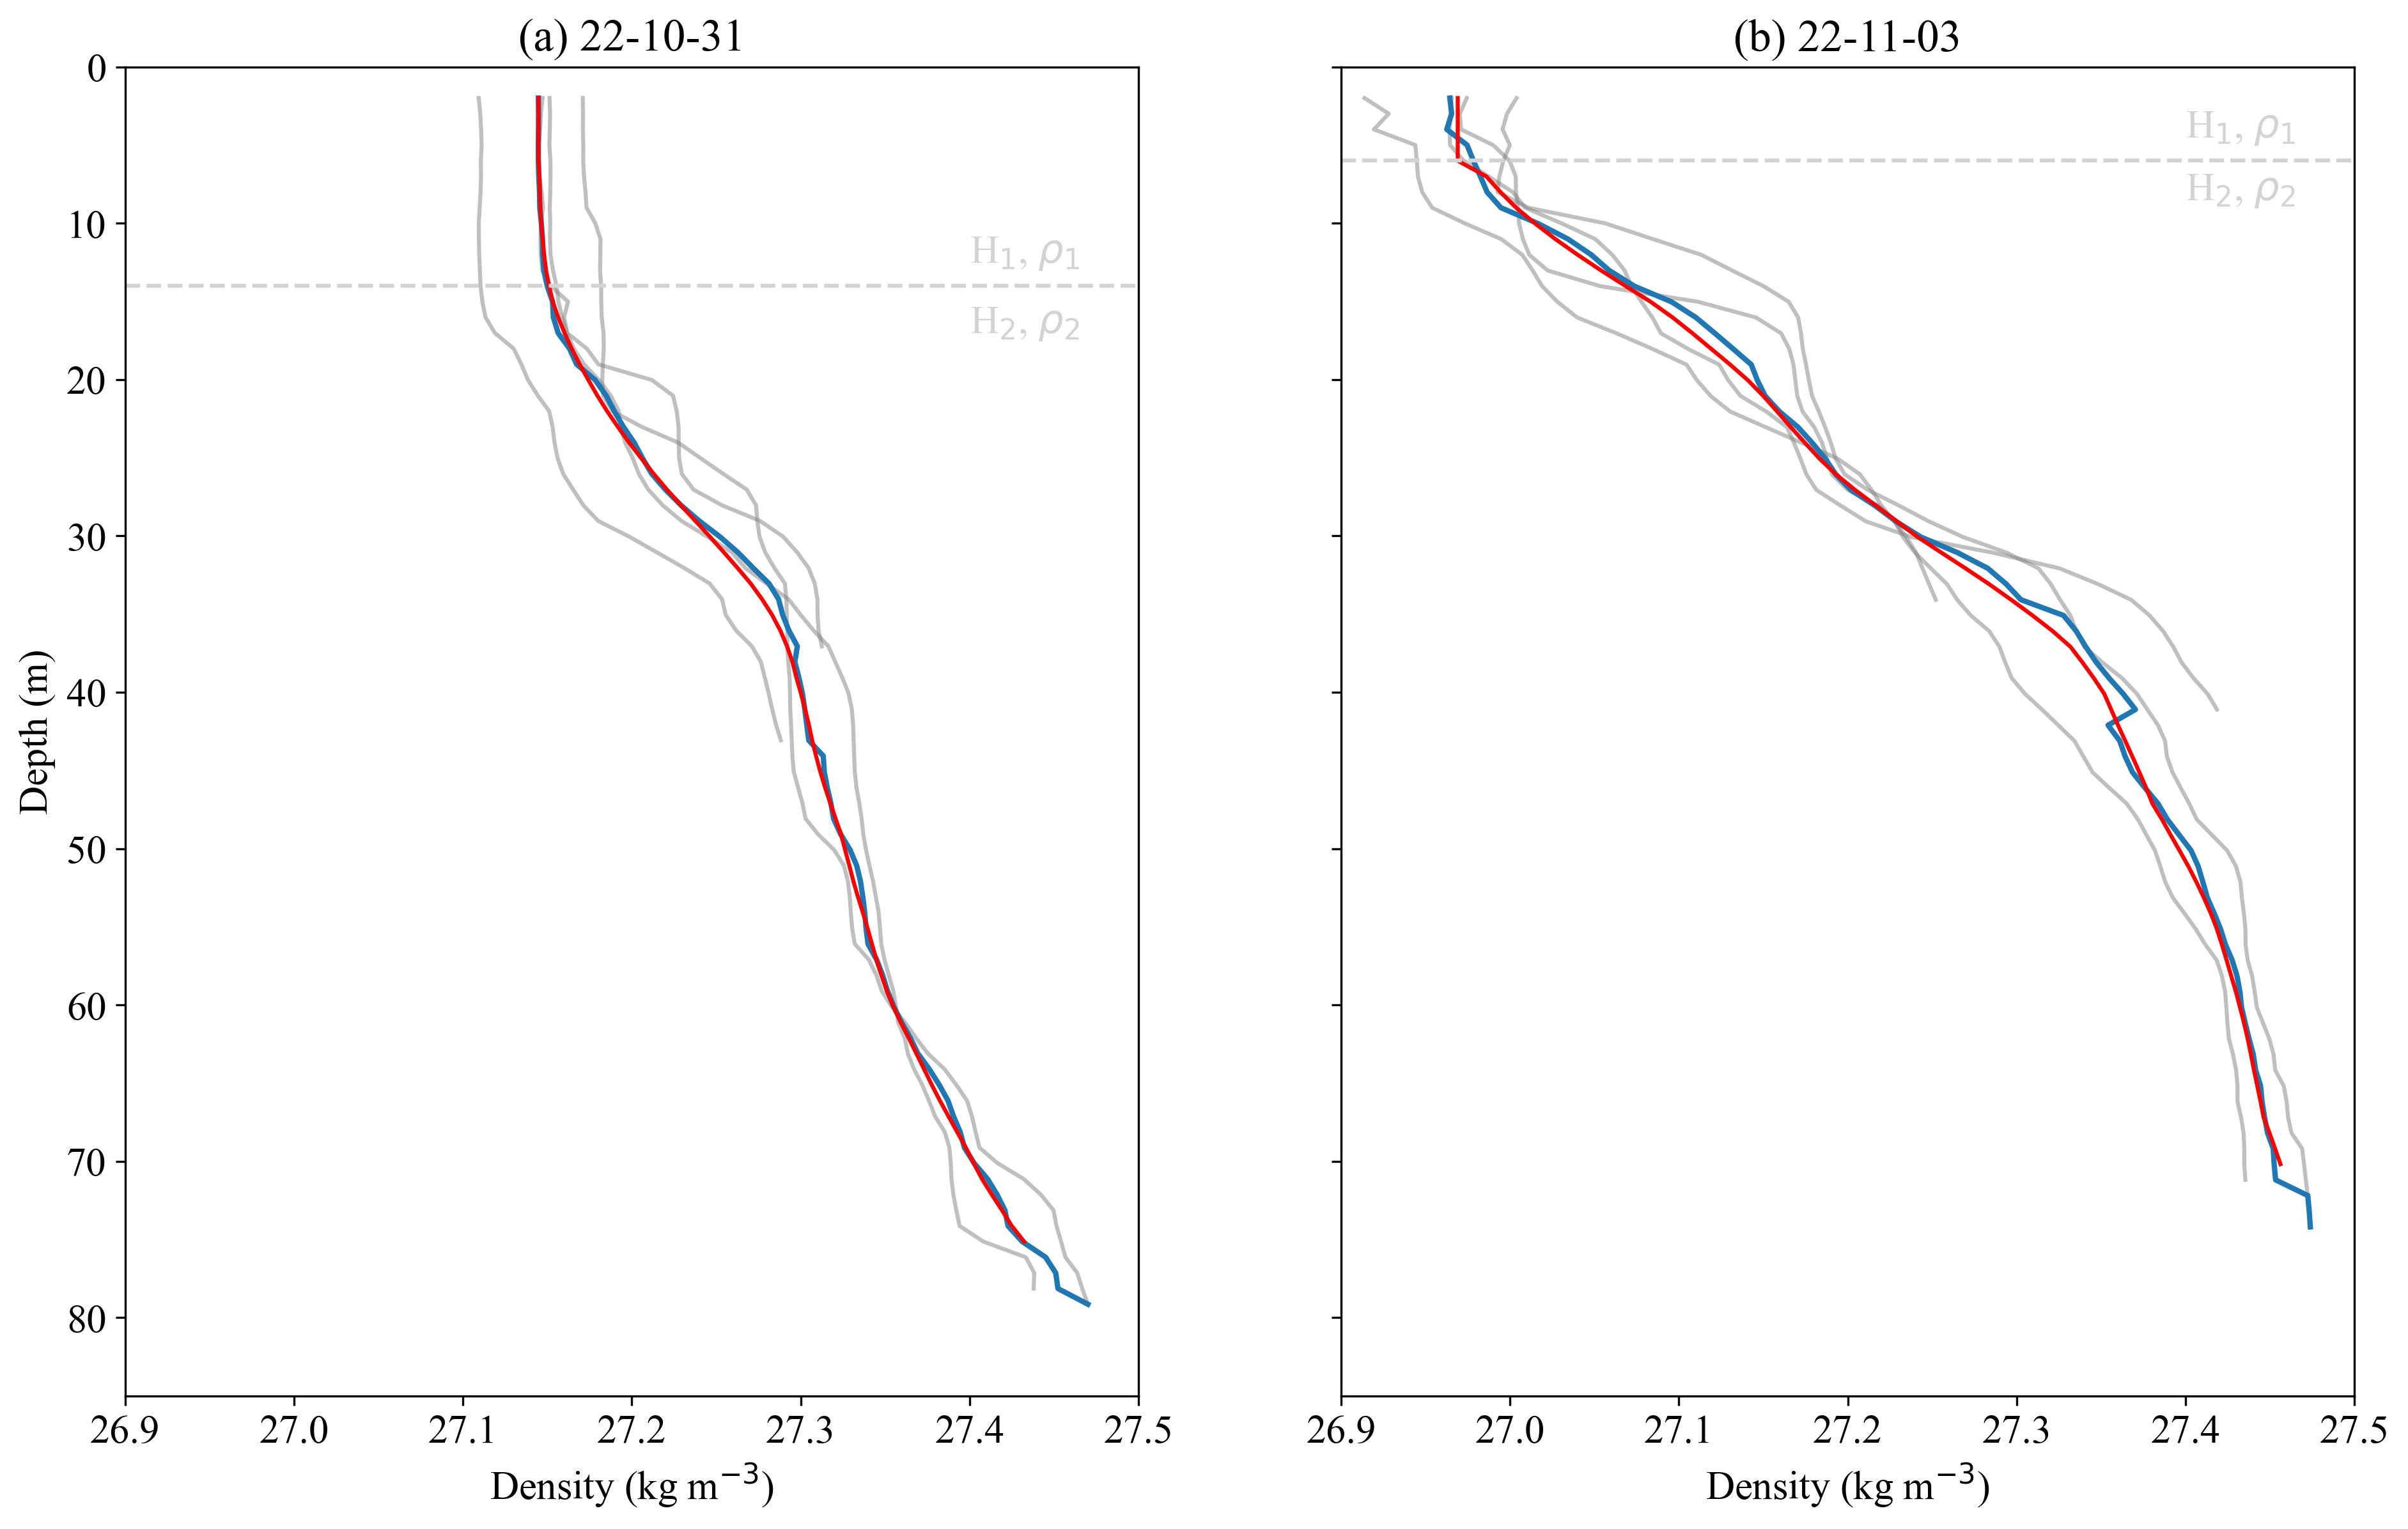 (a) 22-10-31
(b) 22-11-03
0
10
20
30
40
50
60
70
80
Depth (m)
H₁, ρ₁
H₂, ρ₂
H₁, ρ₁
H₂, ρ₂
26.9 27.0 27.1 27.2 27.3 27.4 27.5
26.9 27.0 27.1 27.2 27.3 27.4 27.5
Density (kg m⁻³)
Density (kg m⁻³)